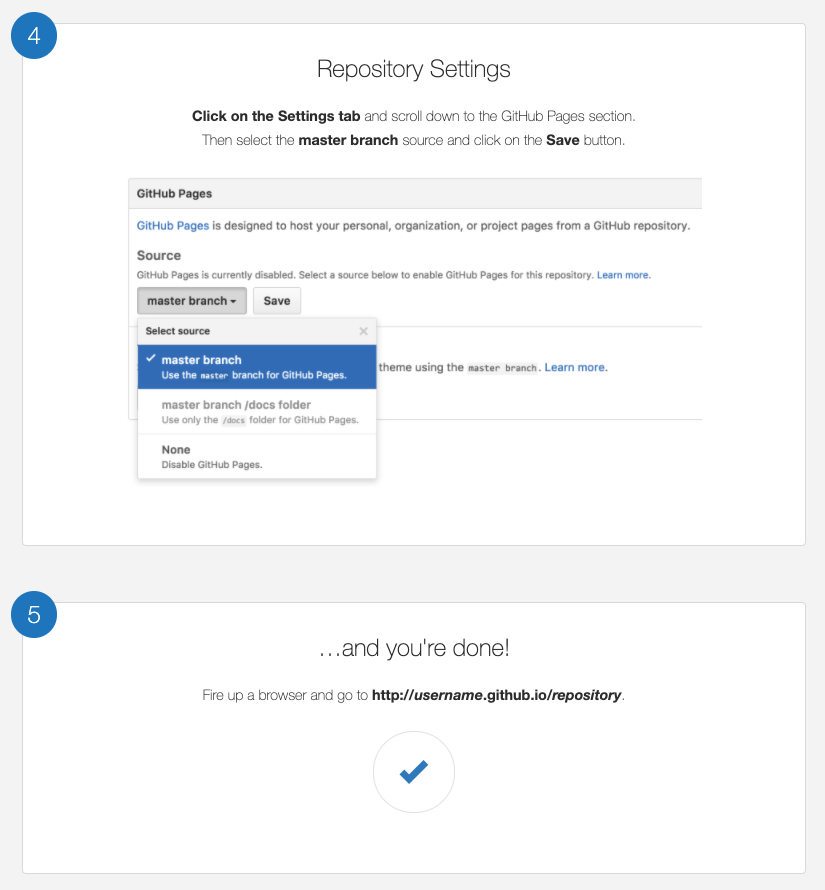 4
Repository Settings
Click on the Settings tab and scroll down to the GitHub Pages section.
Then select the master branch source and click on the Save button.
GitHub Pages
GitHub Pages is designed to host your personal, organization, or project pages from a GitHub repository.
Source
GitHub Pages is currently disabled. Select a source below to enable GitHub Pages for this repository. Learn more.
master branch Save
Select source ×
✓ master branch
Use the master branch for GitHub Pages.
theme using the master branch. Learn more.
master branch /docs folder
Use only the /docs folder for GitHub Pages.
None
Disable GitHub Pages.
5
…and you're done!
Fire up a browser and go to http://username.github.io/repository.